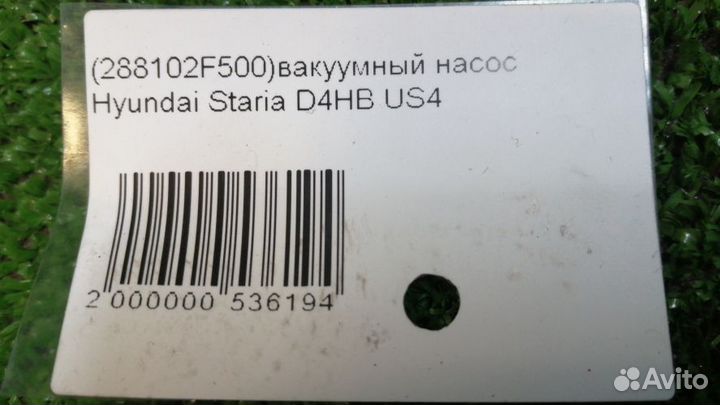 (288102F500)вакуумный насос
Hyundai Staria D4HB US4
2 000000 536194
Avito